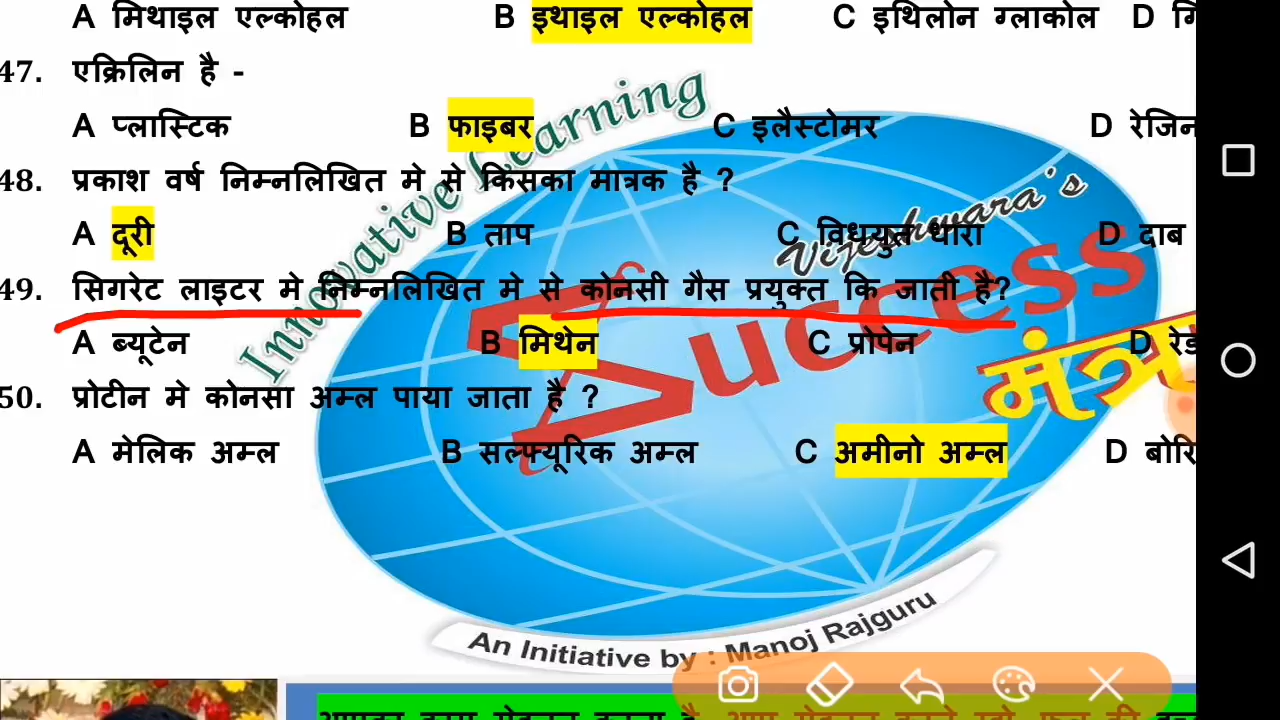 A मिथाइल एल्कोहल B इथाइल एल्कोहल C इथिलोन ग्लाकोल D
47. एक्रिलिन है -
A प्लास्टिक B फाइबर C इलैस्टोमर D रेजिन
48. प्रकाश वर्ष निम्नलिखित मे से किसका मात्रक है ?
A दूरी B ताप C विधयुत धारा D दाब
49. सिगरेट लाइटर मे निम्नलिखित मे से कोनसी गैस प्रयुक्त कि जाती है?
A ब्यूटेन B मिथेन C प्रोपेन D
50. प्रोटीन मे कोनसा अम्ल पाया जाता है ?
A मेलिक अम्ल B सल्फ्यूरिक अम्ल C अमीनो अम्ल D
Innovative Learning
Vijeshwara's
Success
मंत्र
An Initiative by : Manoj Rajguru